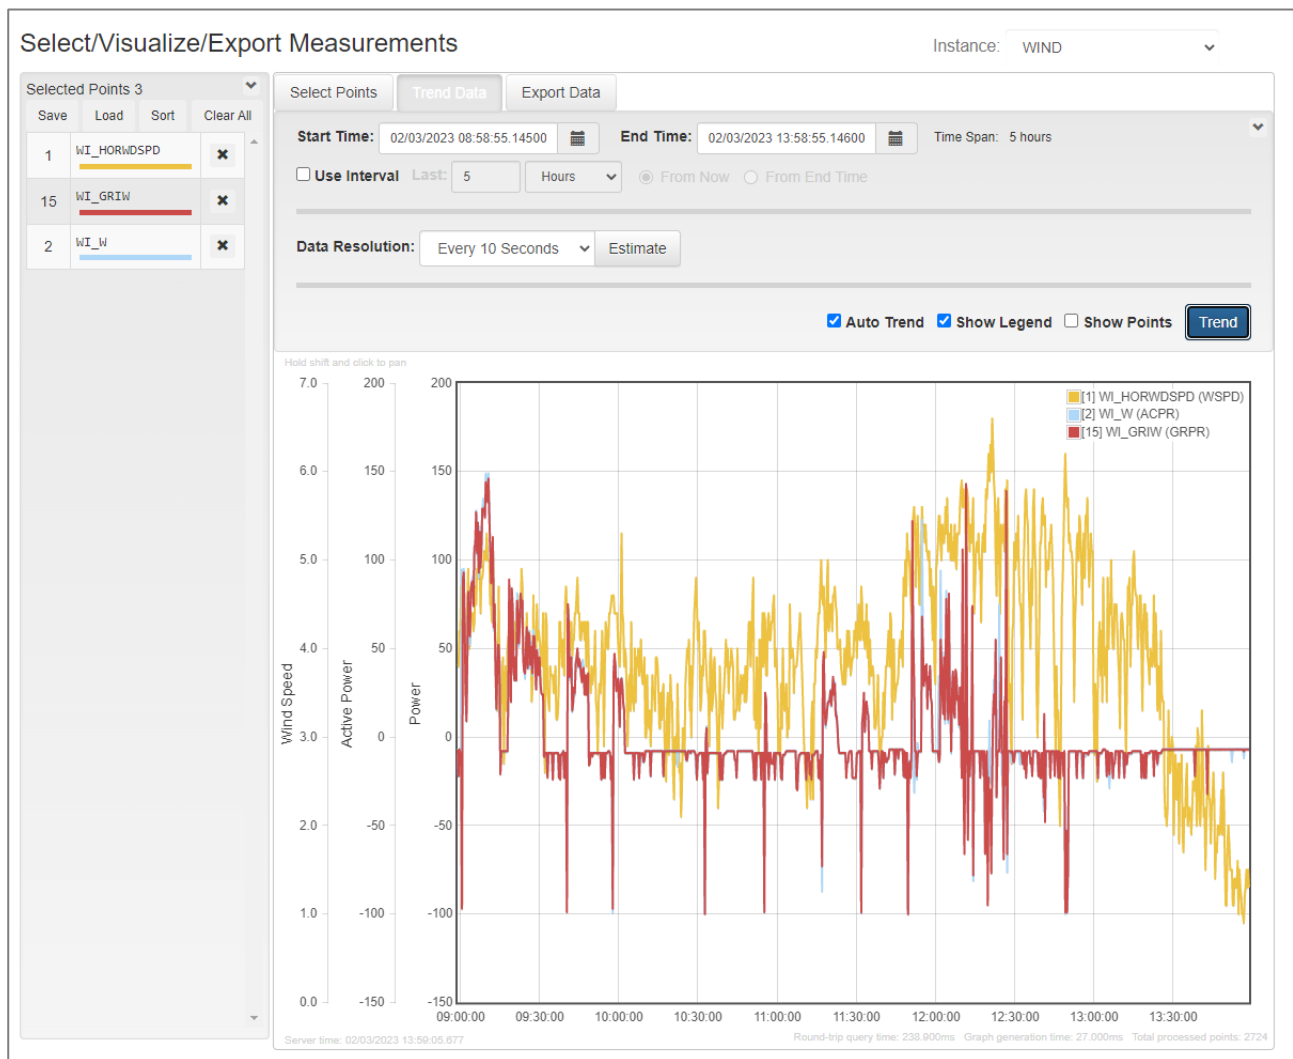 Select/Visualize/Export Measurements
Instance: WIND
Selected Points 3
Save Load Sort Clear All
1 WI_HORWDSPD
15 WI_GRIW
2 WI_W
Select Points Trend Data Export Data
Start Time: 02/03/2023 08:58:55.14500 End Time: 02/03/2023 13:58:55.14600 Time Span: 5 hours
Use Interval Last: 5 Hours From Now From End Time
Data Resolution: Every 10 Seconds Estimate
Auto Trend Show Legend Show Points Trend
Hold shift and click to pan
7.0 200 200
[1] WI_HORWDSPD (WSPD)
[2] WI_W (ACPR)
[15] WI_GRIW (GRPR)
6.0 150 150
5.0 100 100
4.0 50 50
Wind Speed
Active Power
Power
3.0 0 0
2.0 -50 -50
1.0 -100 -100
0.0 -150 -150
09:00:00 09:30:00 10:00:00 10:30:00 11:00:00 11:30:00 12:00:00 12:30:00 13:00:00 13:30:00
Server time: 02/03/2023 13:59:05.677
Round-trip query time: 238.900ms Graph generation time: 27.000ms Total processed points: 2724